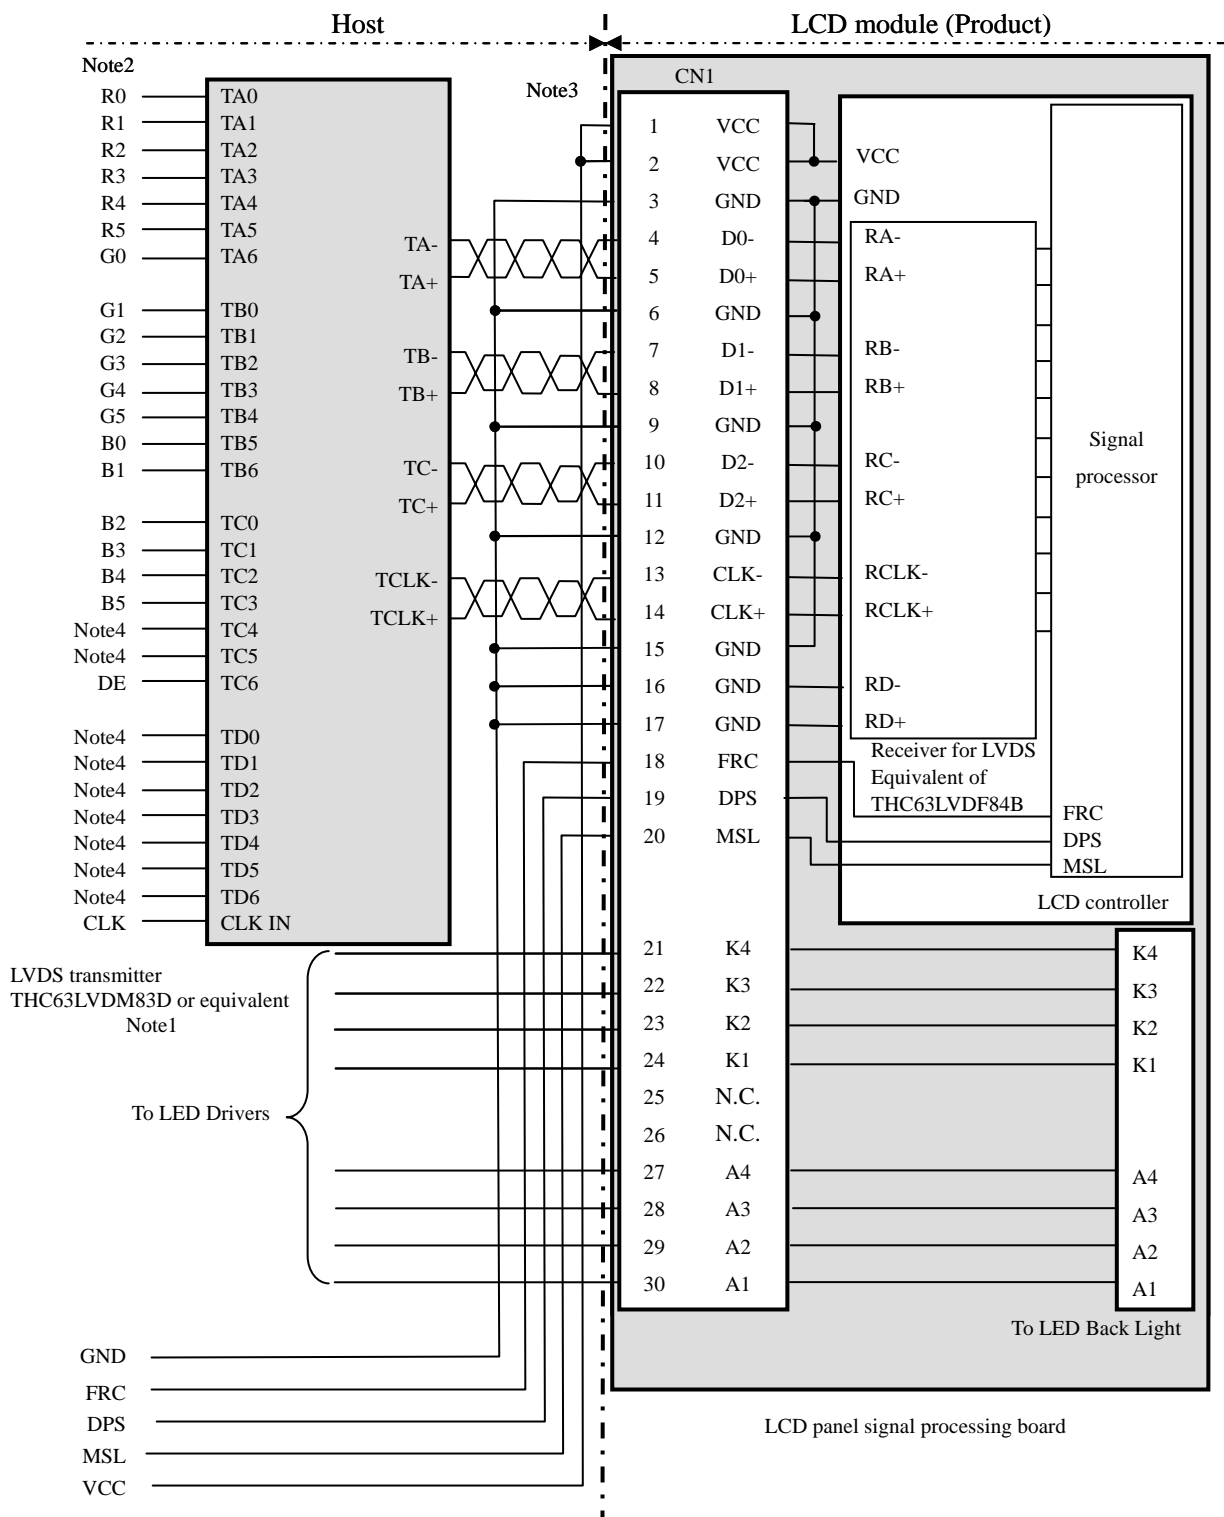 Host
LCD module (Product)
Note2
R0 TA0
R1 TA1
R2 TA2
R3 TA3
R4 TA4
R5 TA5
G0 TA6
G1 TB0
G2 TB1
G3 TB2
G4 TB3
G5 TB4
B0 TB5
B1 TB6
B2 TC0
B3 TC1
B4 TC2
B5 TC3
Note4 TC4
Note4 TC5
DE TC6
Note4 TD0
Note4 TD1
Note4 TD2
Note4 TD3
Note4 TD4
Note4 TD5
Note4 TD6
CLK CLK IN
TA-
TA+
TB-
TB+
TC-
TC+
TCLK-
TCLK+
LVDS transmitter
THC63LVDM83D or equivalent
Note1
To LED Drivers
GND
FRC
DPS
MSL
VCC
Note3
CN1
1 VCC
2 VCC
3 GND
4 D0-
5 D0+
6 GND
7 D1-
8 D1+
9 GND
10 D2-
11 D2+
12 GND
13 CLK-
14 CLK+
15 GND
16 GND
17 GND
18 FRC
19 DPS
20 MSL
21 K4
22 K3
23 K2
24 K1
25 N.C.
26 N.C.
27 A4
28 A3
29 A2
30 A1
VCC
GND
RA-
RA+
RB-
RB+
RC-
RC+
RCLK-
RCLK+
RD-
RD+
Receiver for LVDS
Equivalent of
THC63LVDF84B
Signal
processor
FRC
DPS
MSL
LCD controller
K4
K3
K2
K1
A4
A3
A2
A1
To LED Back Light
LCD panel signal processing board